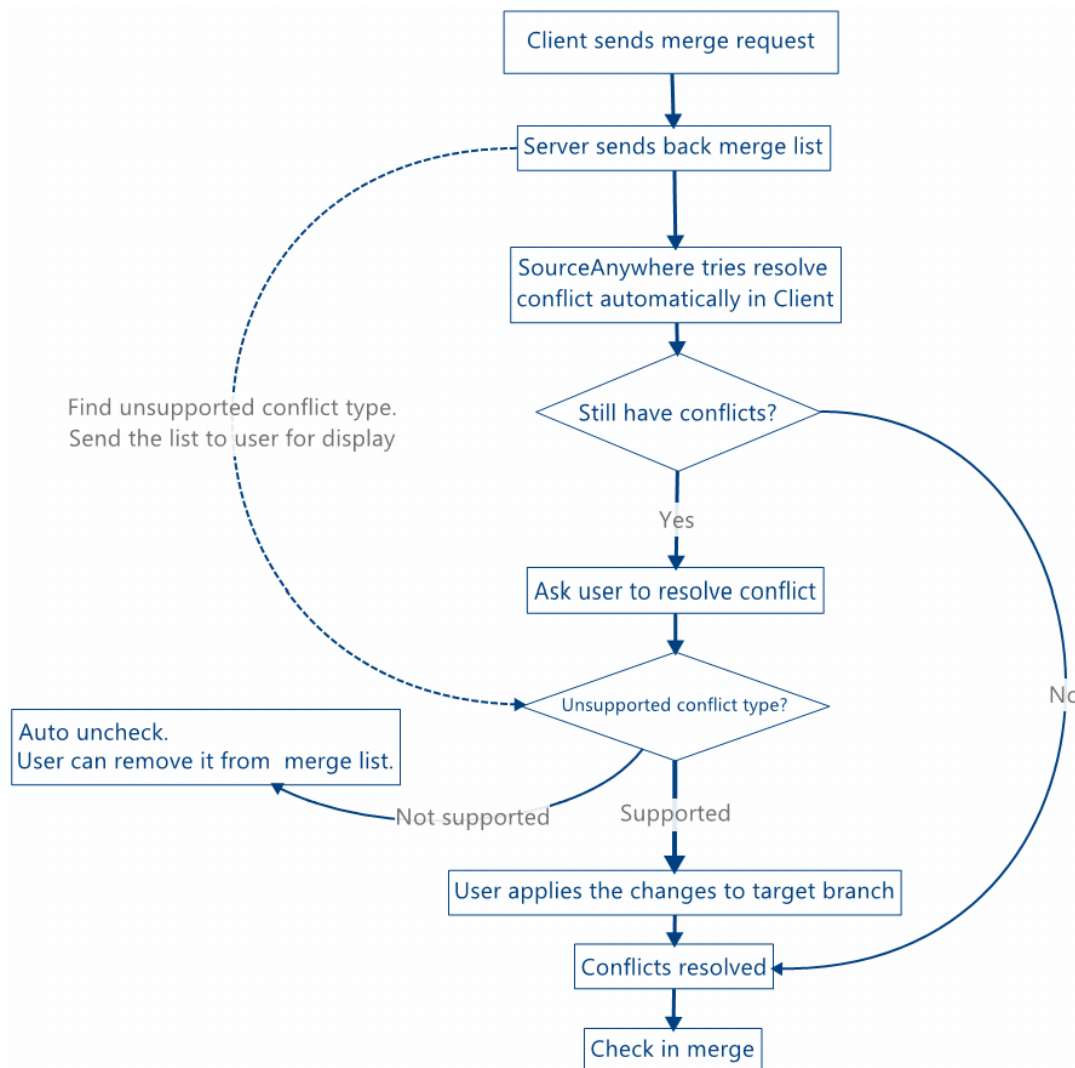 Client sends merge request
Server sends back merge list
SourceAnywhere tries resolve
conflict automatically in Client
Find unsupported conflict type.
Send the list to user for display
Still have conflicts?
Yes
Ask user to resolve conflict
No
Unsupported conflict type?
Auto uncheck.
User can remove it from merge list.
Not supported
Supported
User applies the changes to target branch
Conflicts resolved
Check in merge